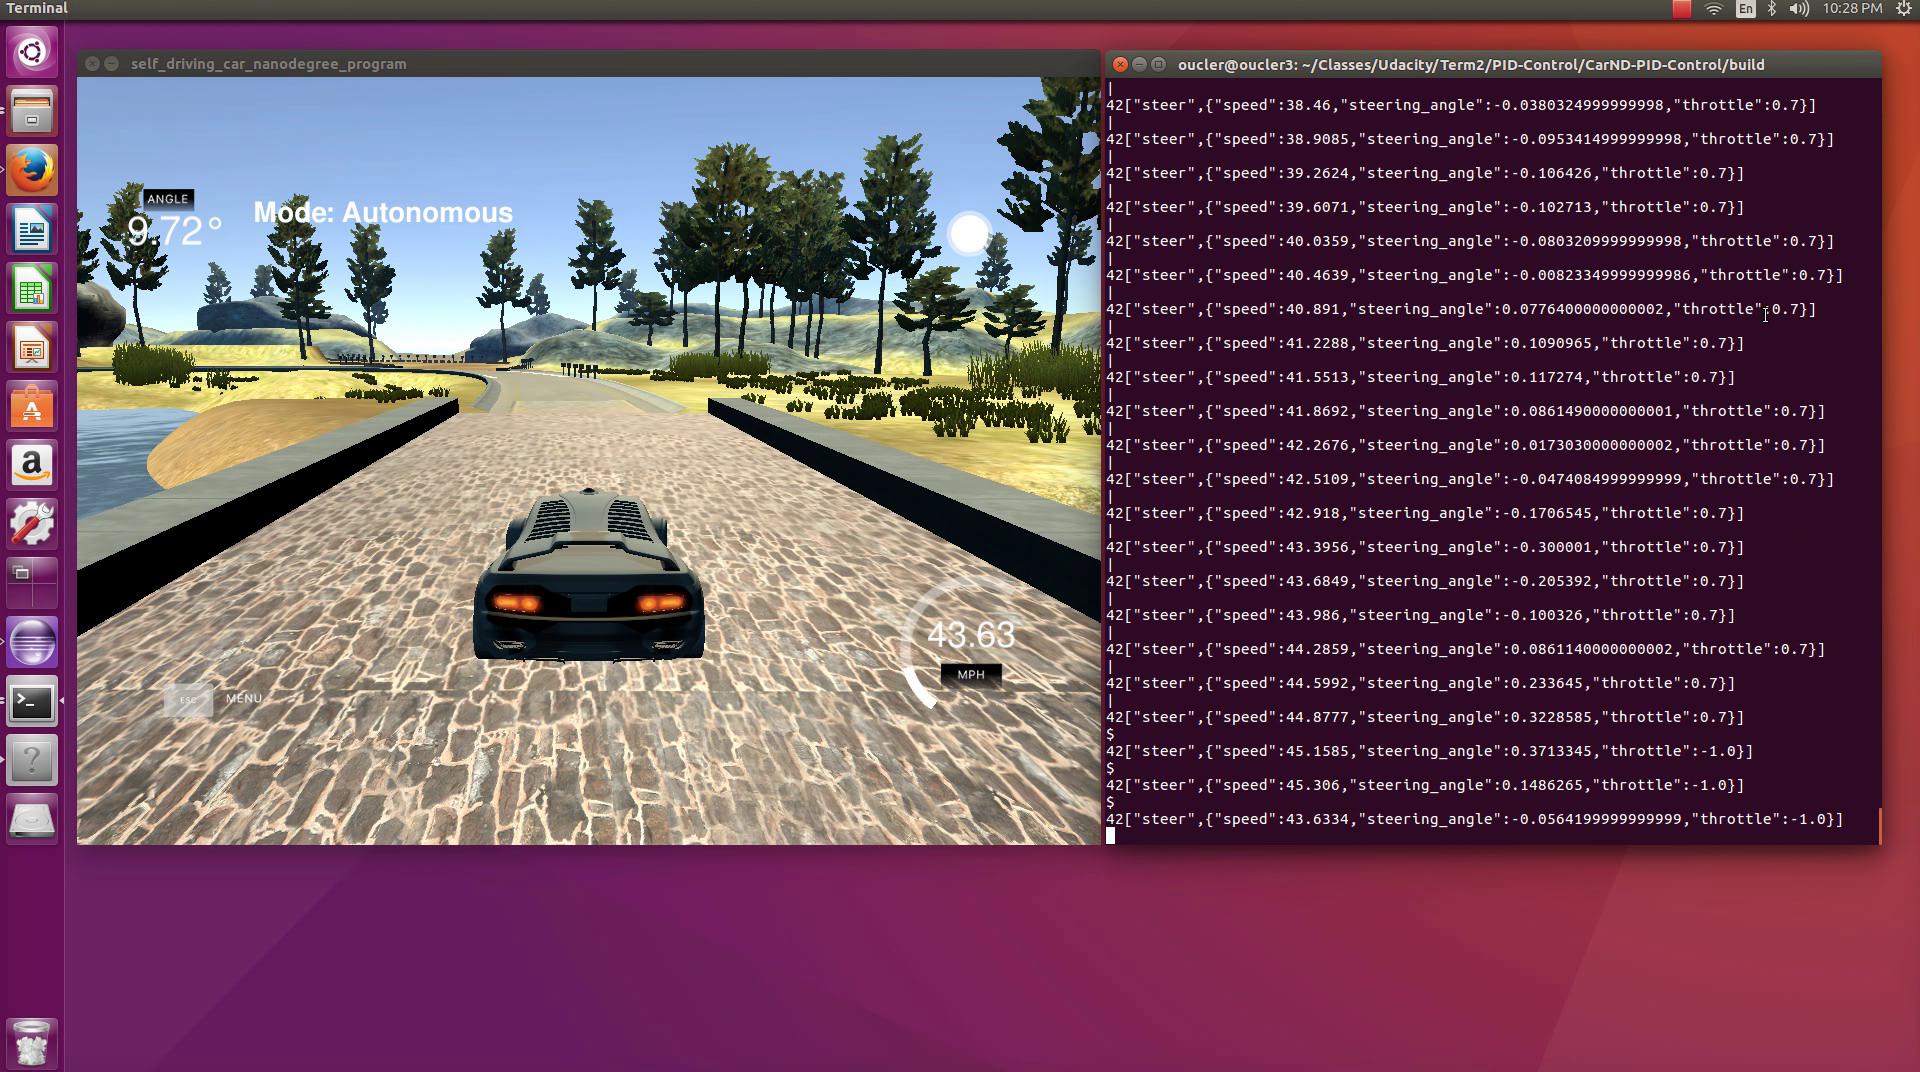 Terminal
En
10:28 PM
self_driving_car_nanodegree_program
ANGLE
9.72°
Mode: Autonomous
43.63
MPH
ESC
MENU
a
oucler@oucler3: ~/Classes/Udacity/Term2/PID-Control/CarND-PID-Control/build
|
42["steer",{"speed":38.46,"steering_angle":-0.0380324999999998,"throttle":0.7}]
|
42["steer",{"speed":38.9085,"steering_angle":-0.0953414999999998,"throttle":0.7}]
|
42["steer",{"speed":39.2624,"steering_angle":-0.106426,"throttle":0.7}]
|
42["steer",{"speed":39.6071,"steering_angle":-0.102713,"throttle":0.7}]
|
42["steer",{"speed":40.0359,"steering_angle":-0.0803209999999998,"throttle":0.7}]
|
42["steer",{"speed":40.4639,"steering_angle":-0.00823349999999986,"throttle":0.7}]
|
42["steer",{"speed":40.891,"steering_angle":0.0776400000000002,"throttle":0.7}]
|
42["steer",{"speed":41.2288,"steering_angle":0.1090965,"throttle":0.7}]
|
42["steer",{"speed":41.5513,"steering_angle":0.117274,"throttle":0.7}]
|
42["steer",{"speed":41.8692,"steering_angle":0.0861490000000001,"throttle":0.7}]
|
42["steer",{"speed":42.2676,"steering_angle":0.0173030000000002,"throttle":0.7}]
|
42["steer",{"speed":42.5109,"steering_angle":-0.0474084999999999,"throttle":0.7}]
|
42["steer",{"speed":42.918,"steering_angle":-0.1706545,"throttle":0.7}]
|
42["steer",{"speed":43.3956,"steering_angle":-0.300001,"throttle":0.7}]
|
42["steer",{"speed":43.6849,"steering_angle":-0.205392,"throttle":0.7}]
|
42["steer",{"speed":43.986,"steering_angle":-0.100326,"throttle":0.7}]
|
42["steer",{"speed":44.2859,"steering_angle":0.0861140000000002,"throttle":0.7}]
|
42["steer",{"speed":44.5992,"steering_angle":0.233645,"throttle":0.7}]
|
42["steer",{"speed":44.8777,"steering_angle":0.3228585,"throttle":0.7}]
$
42["steer",{"speed":45.1585,"steering_angle":0.3713345,"throttle":-1.0}]
$
42["steer",{"speed":45.306,"steering_angle":0.1486265,"throttle":-1.0}]
$
42["steer",{"speed":43.6334,"steering_angle":-0.0564199999999999,"throttle":-1.0}]